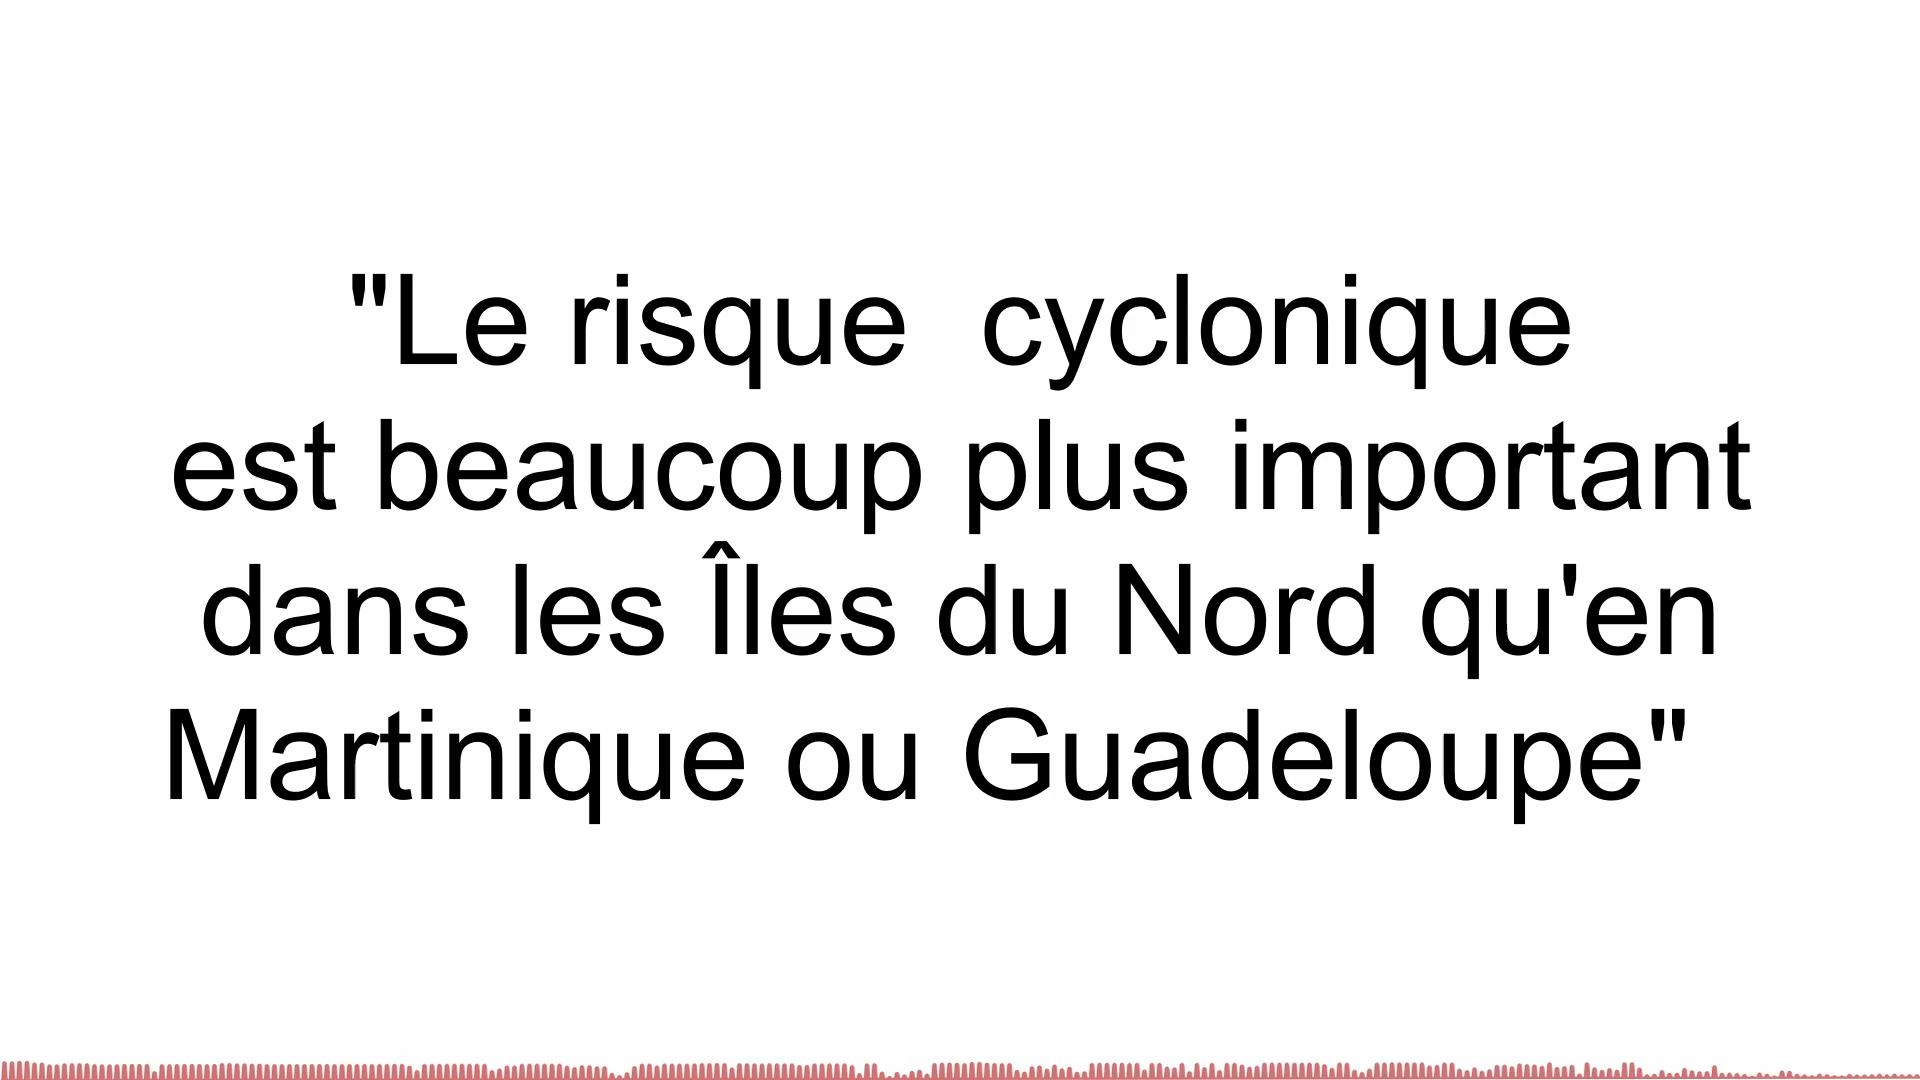 "Le risque  cyclonique
est beaucoup plus important
dans les Îles du Nord qu'en
Martinique ou Guadeloupe"